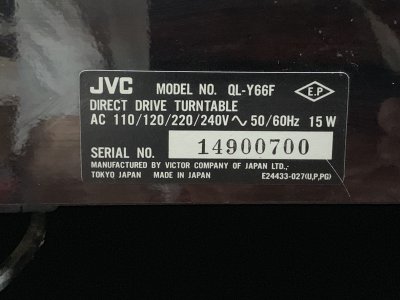 JVC MODEL NO. QL-Y66F E.P
DIRECT DRIVE TURNTABLE
AC 110/120/220/240V ∿ 50/60Hz 15W
SERIAL NO. 14900700
MANUFACTURED BY VICTOR COMPANY OF JAPAN LTD.,
TOKYO JAPAN MADE IN JAPAN E24433-027(U,P,PG)